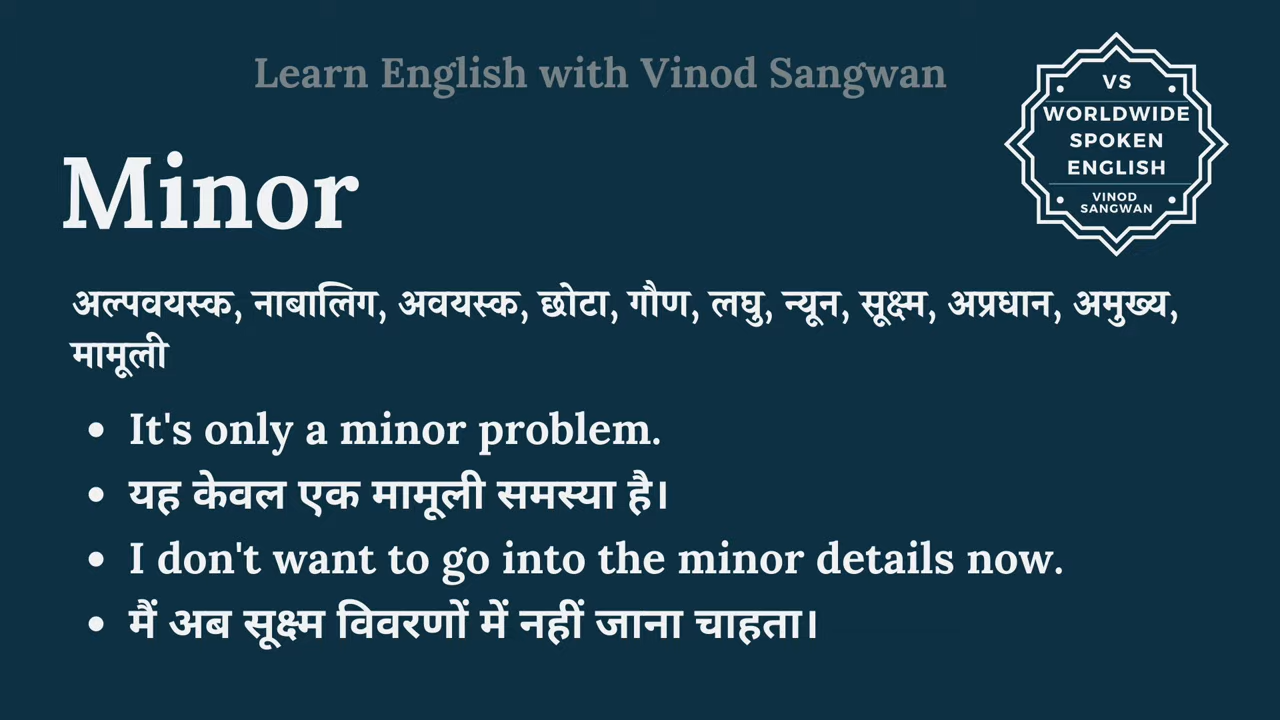 Learn English with Vinod Sangwan
VS
WORLDWIDE
SPOKEN
ENGLISH
VINOD
SANGWAN
Minor
अल्पवयस्क, नाबालिग, अवयस्क, छोटा, गौण, लघु, न्यून, सूक्ष्म, अप्रधान, अमुख्य,
मामूली
• It's only a minor problem.
• यह केवल एक मामूली समस्या है।
• I don't want to go into the minor details now.
• मैं अब सूक्ष्म विवरणों में नहीं जाना चाहता।